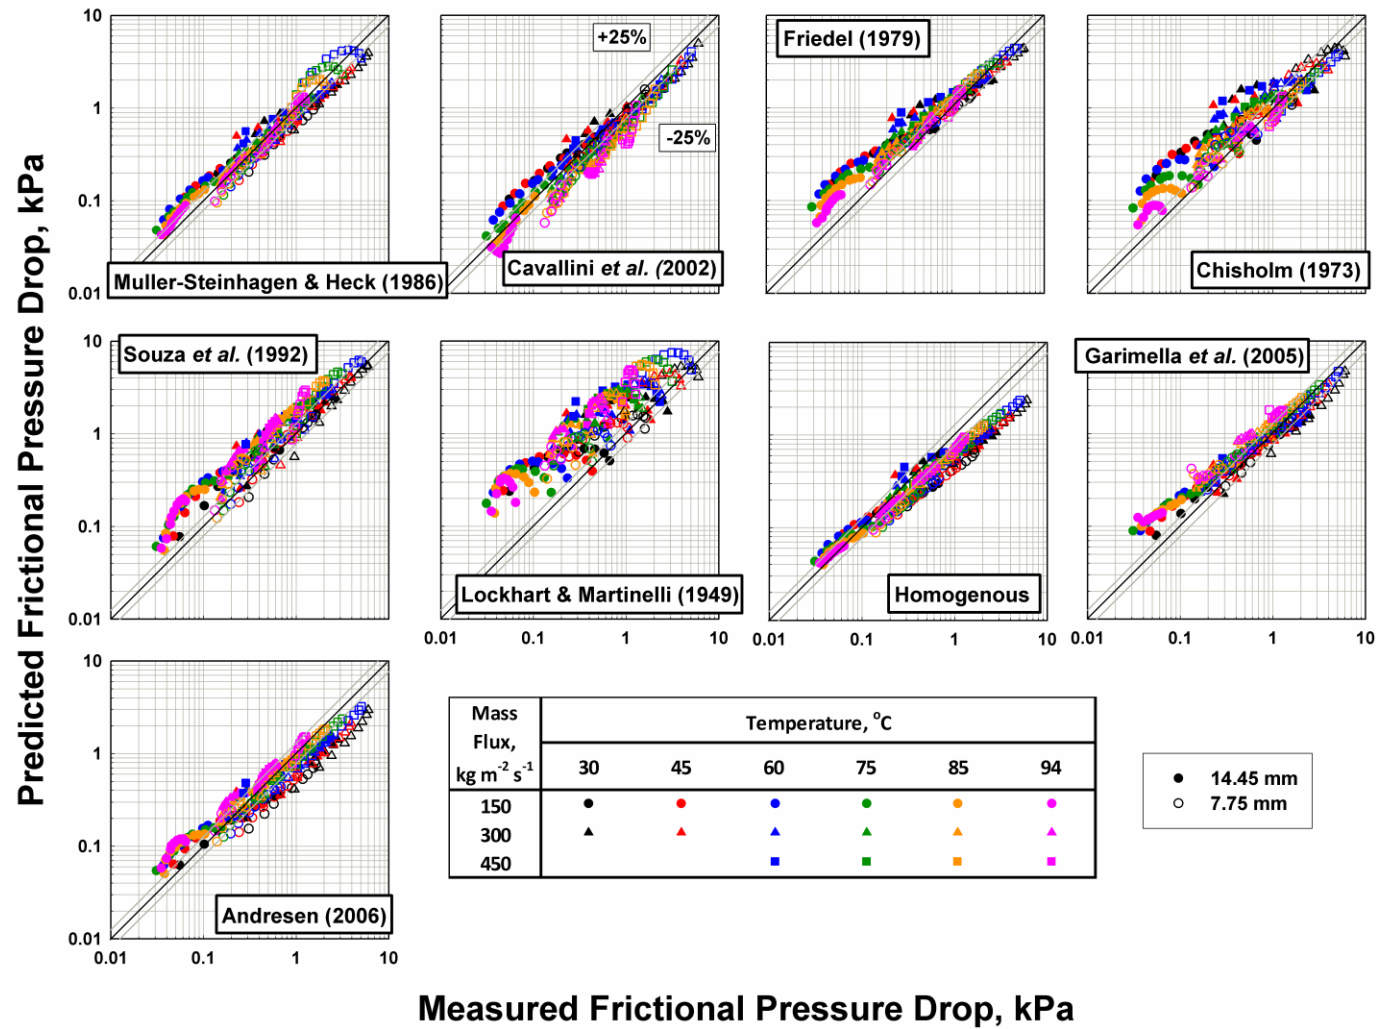 Predicted Frictional Pressure Drop, kPa
10
1
0.1
0.01
Muller-Steinhagen & Heck (1986)
+25%
-25%
Cavallini et al. (2002)
Friedel (1979)
Chisholm (1973)
10
1
0.1
0.01
Souza et al. (1992)
Lockhart & Martinelli (1949)
0.01 0.1 1 10
Homogenous
0.01 0.1 1 10
Garimella et al. (2005)
0.01 0.1 1 10
10
1
0.1
0.01
Andresen (2006)
0.01 0.1 1 10
Mass
Flux,
kg m⁻² s⁻¹
Temperature, °C
30 45 60 75 85 94
150
300
450
14.45 mm
7.75 mm
Measured Frictional Pressure Drop, kPa